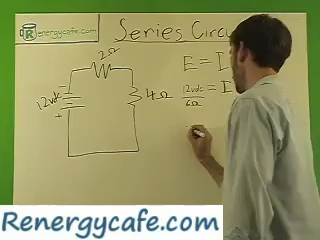 Renergycafe.com
Series Circu
2Ω
E = I
12vdc
4Ω
12vdc = I
6Ω
-
+
Renergycafe.com